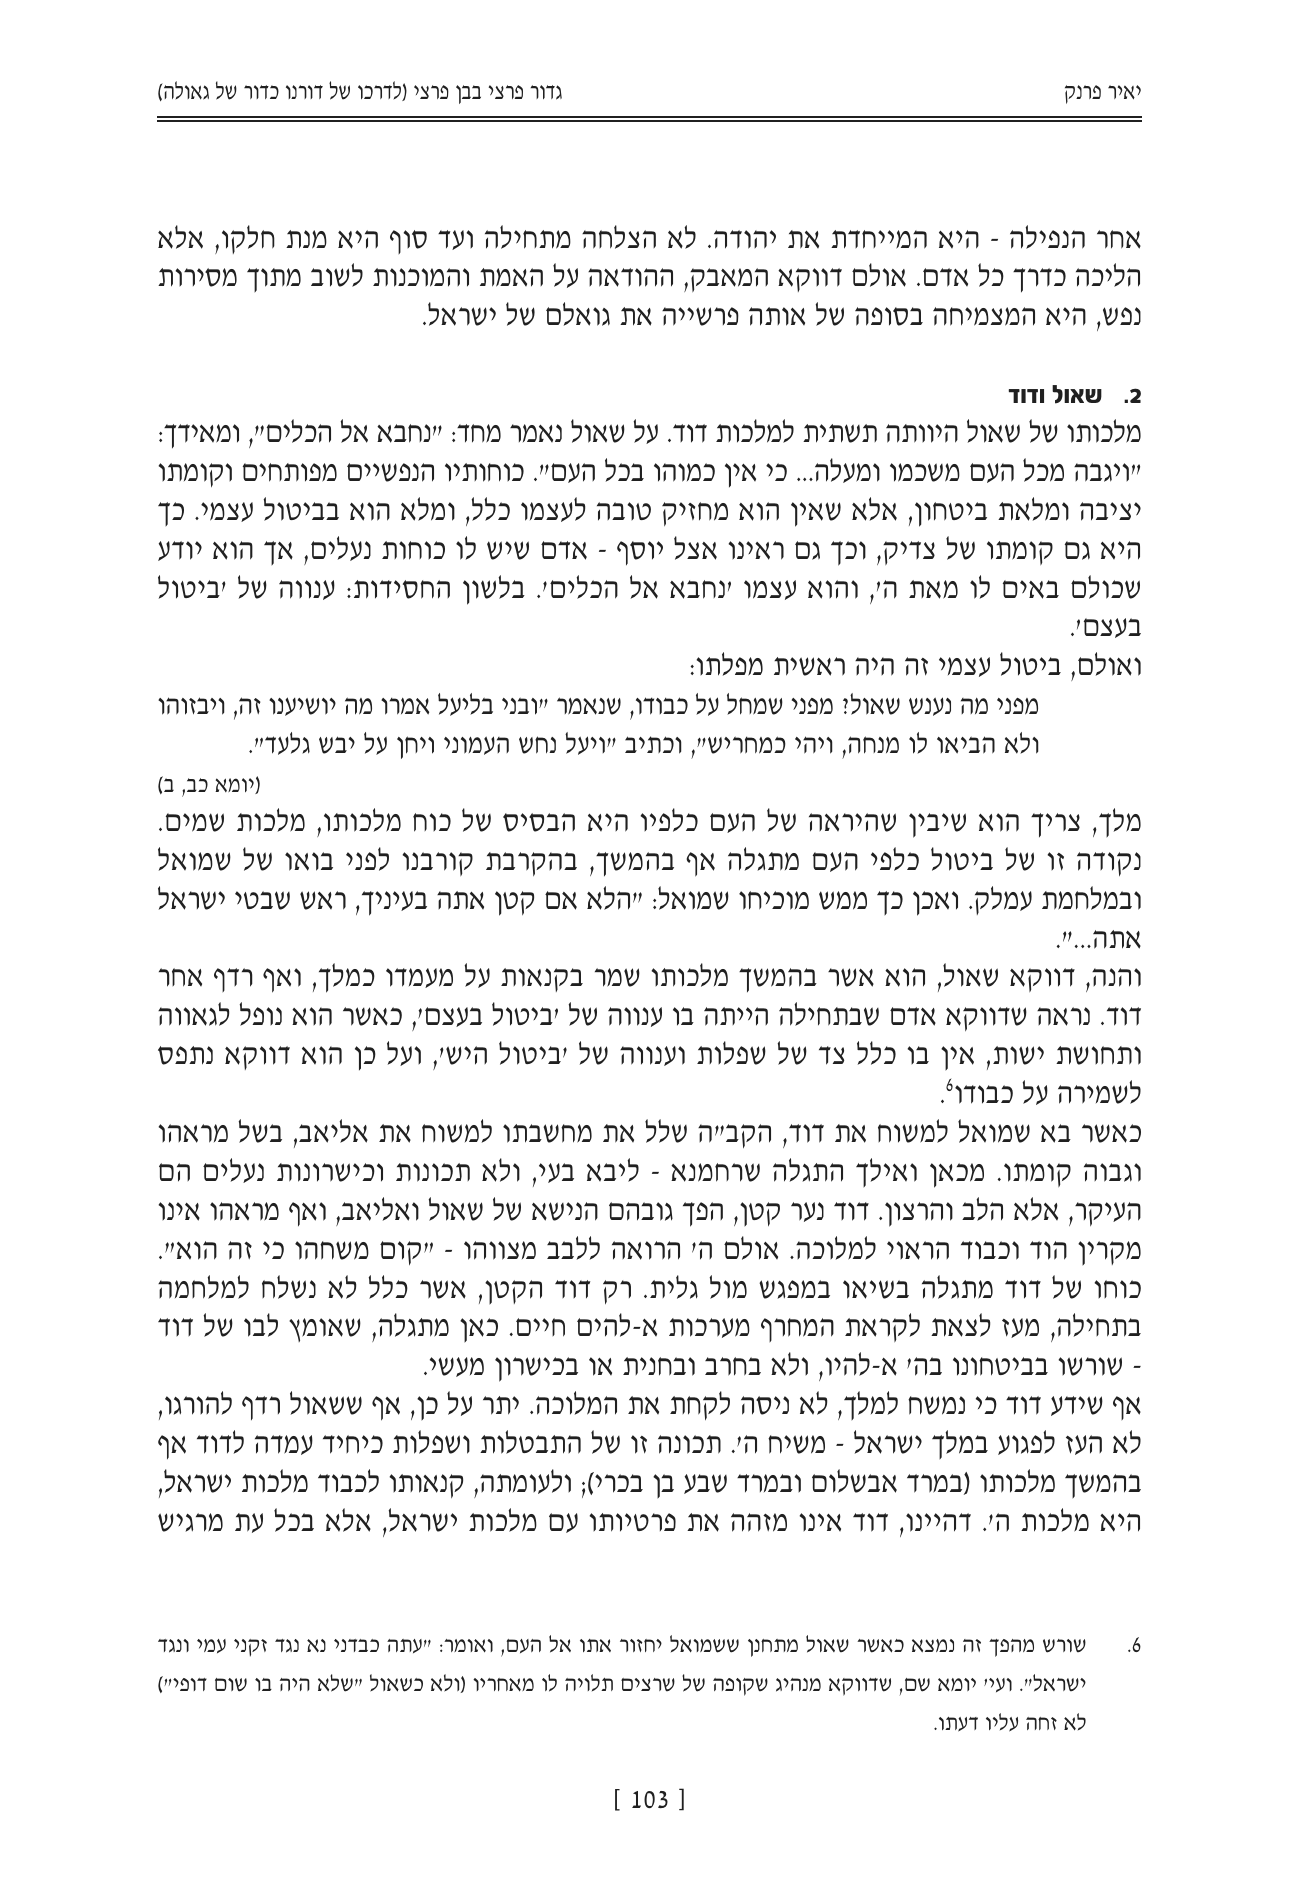 יאיר פרנק
גדור פרצי בבן פרצי (לדרכו של דורנו כדור של גאולה)
אחר הנפילה - היא המייחדת את יהודה. לא הצלחה מתחילה ועד סוף היא מנת חלקו, אלא
הליכה כדרך כל אדם. אולם דווקא המאבק, ההודאה על האמת והמוכנות לשוב מתוך מסירות
נפש, היא המצמיחה בסופה של אותה פרשייה את גואלם של ישראל.
2. שאול ודוד
מלכותו של שאול היוותה תשתית למלכות דוד. על שאול נאמר מחד: "נחבא אל הכלים", ומאידך:
"ויגבה מכל העם משכמו ומעלה... כי אין כמוהו בכל העם". כוחותיו הנפשיים מפותחים וקומתו
יציבה ומלאת ביטחון, אלא שאין הוא מחזיק טובה לעצמו כלל, ומלא הוא בביטול עצמי. כך
היא גם קומתו של צדיק, וכך גם ראינו אצל יוסף - אדם שיש לו כוחות נעלים, אך הוא יודע
שכולם באים לו מאת ה', והוא עצמו 'נחבא אל הכלים'. בלשון החסידות: ענווה של 'ביטול
בעצם'.
ואולם, ביטול עצמי זה היה ראשית מפלתו:
מפני מה נענש שאול? מפני שמחל על כבודו, שנאמר "ובני בליעל אמרו מה יושיענו זה, ויבזוהו
ולא הביאו לו מנחה, ויהי כמחריש", וכתיב "ויעל נחש העמוני ויחן על יבש גלעד".
(יומא כב, ב)
מלך, צריך הוא שיבין שהיראה של העם כלפיו היא הבסיס של כוח מלכותו, מלכות שמים.
נקודה זו של ביטול כלפי העם מתגלה אף בהמשך, בהקרבת קורבנו לפני בואו של שמואל
ובמלחמת עמלק. ואכן כך ממש מוכיחו שמואל: "הלא אם קטן אתה בעיניך, ראש שבטי ישראל
אתה...".
והנה, דווקא שאול, הוא אשר בהמשך מלכותו שמר בקנאות על מעמדו כמלך, ואף רדף אחר
דוד. נראה שדווקא אדם שבתחילה הייתה בו ענווה של 'ביטול בעצם', כאשר הוא נופל לגאווה
ותחושת ישות, אין בו כלל צד של שפלות וענווה של 'ביטול היש', ועל כן הוא דווקא נתפס
לשמירה על כבודו6.
כאשר בא שמואל למשוח את דוד, הקב"ה שלל את מחשבתו למשוח את אליאב, בשל מראהו
וגבוה קומתו. מכאן ואילך התגלה שרחמנא - ליבא בעי, ולא תכונות וכישרונות נעלים הם
העיקר, אלא הלב והרצון. דוד נער קטן, הפך גובהם הנישא של שאול ואליאב, ואף מראהו אינו
מקרין הוד וכבוד הראוי למלוכה. אולם ה' הרואה ללבב מצווהו - "קום משחהו כי זה הוא".
כוחו של דוד מתגלה בשיאו במפגש מול גלית. רק דוד הקטן, אשר כלל לא נשלח למלחמה
בתחילה, מעז לצאת לקראת המחרף מערכות א-להים חיים. כאן מתגלה, שאומץ לבו של דוד
- שורשו בביטחונו בה' א-להיו, ולא בחרב ובחנית או בכישרון מעשי.
אף שידע דוד כי נמשח למלך, לא ניסה לקחת את המלוכה. יתר על כן, אף ששאול רדף להורגו,
לא העז לפגוע במלך ישראל - משיח ה'. תכונה זו של התבטלות ושפלות כיחיד עמדה לדוד אף
בהמשך מלכותו (במרד אבשלום ובמרד שבע בן בכרי); ולעומתה, קנאותו לכבוד מלכות ישראל,
היא מלכות ה'. דהיינו, דוד אינו מזהה את פרטיותו עם מלכות ישראל, אלא בכל עת מרגיש
6. שורש מהפך זה נמצא כאשר שאול מתחנן ששמואל יחזור אתו אל העם, ואומר: "עתה כבדני נא נגד זקני עמי ונגד
ישראל". ועי' יומא שם, שדווקא מנהיג שקופה של שרצים תלויה לו מאחריו (ולא כשאול "שלא היה בו שום דופי")
לא זחה עליו דעתו.
[ 103 ]